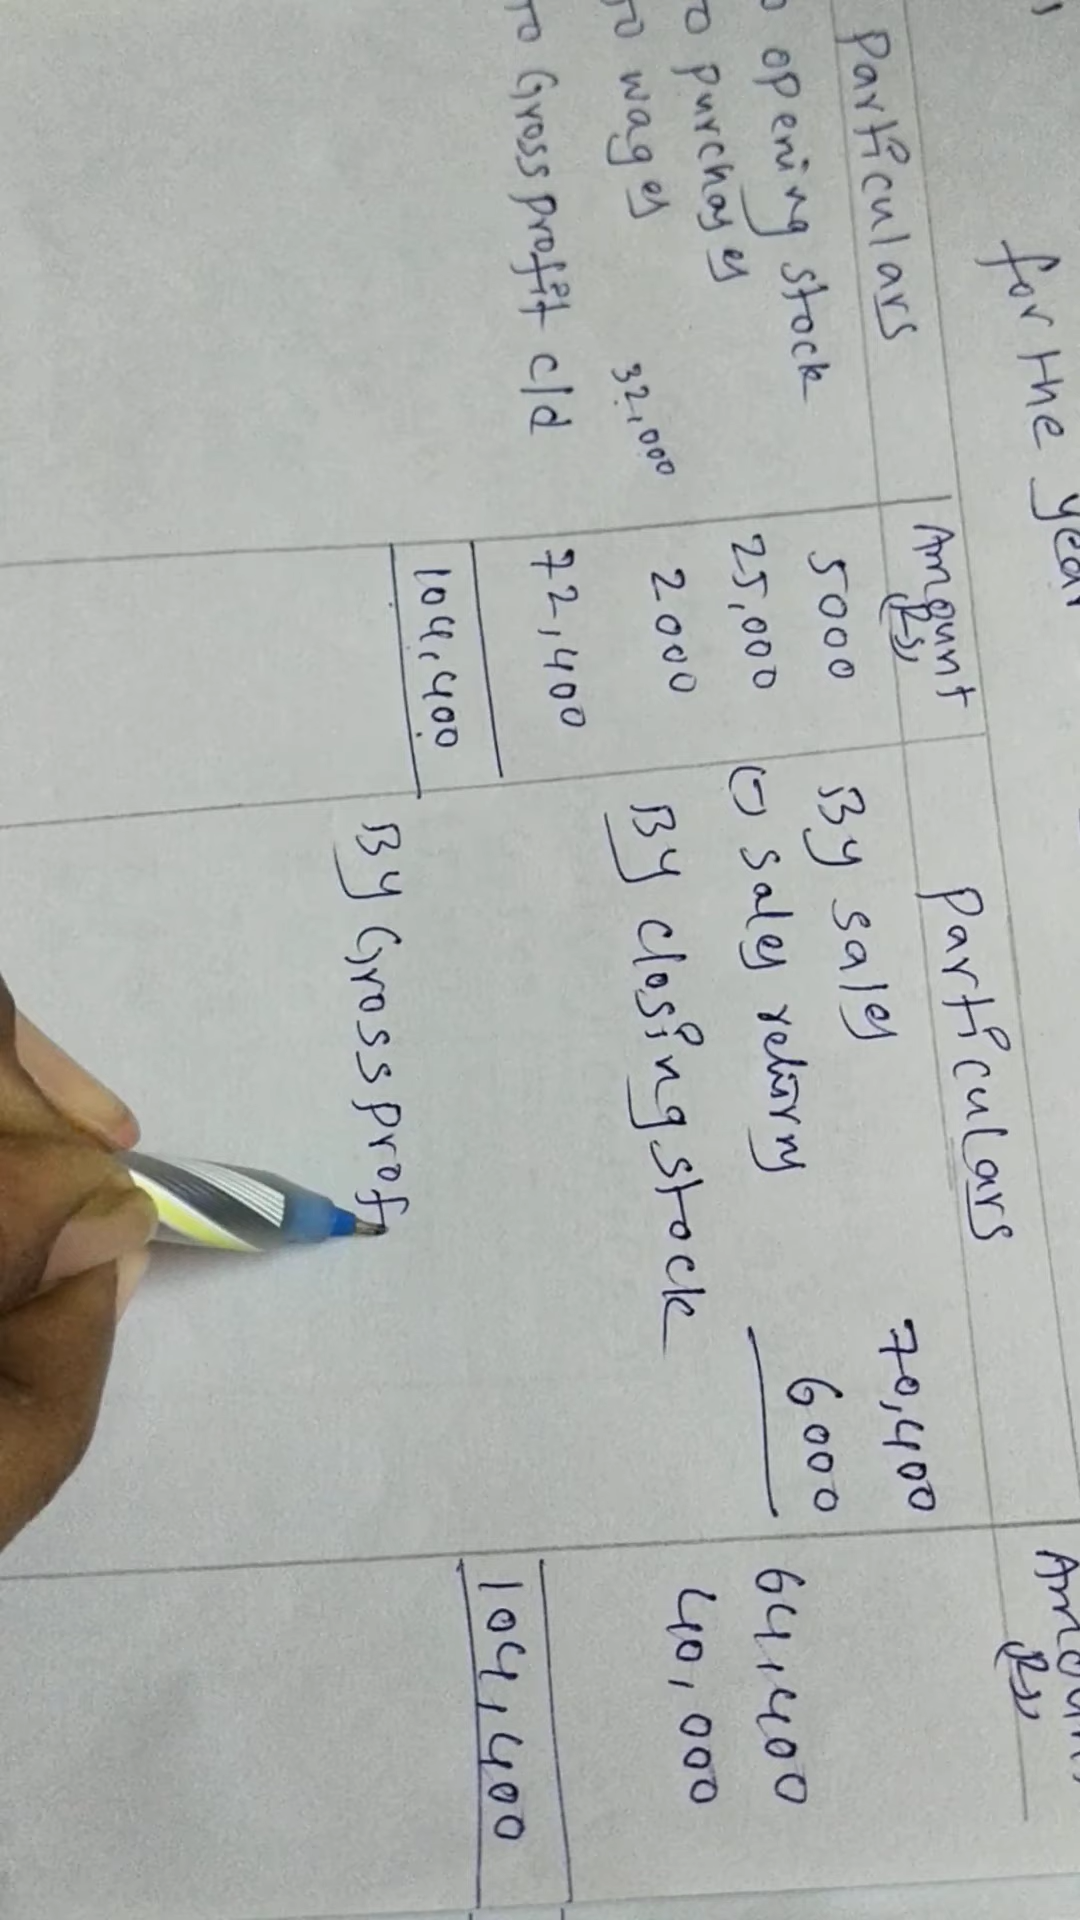 for the year
Particulars Amount Particulars
Rs, Rs,
opening stock 5000 By sales 70,400
To purchases 25,000 (-) sales returns 6000 64,400
To wages 2000 By closing stock 40,000
32,000
To Gross profit c/d 72,400
104,400 104,400
By Gross prof